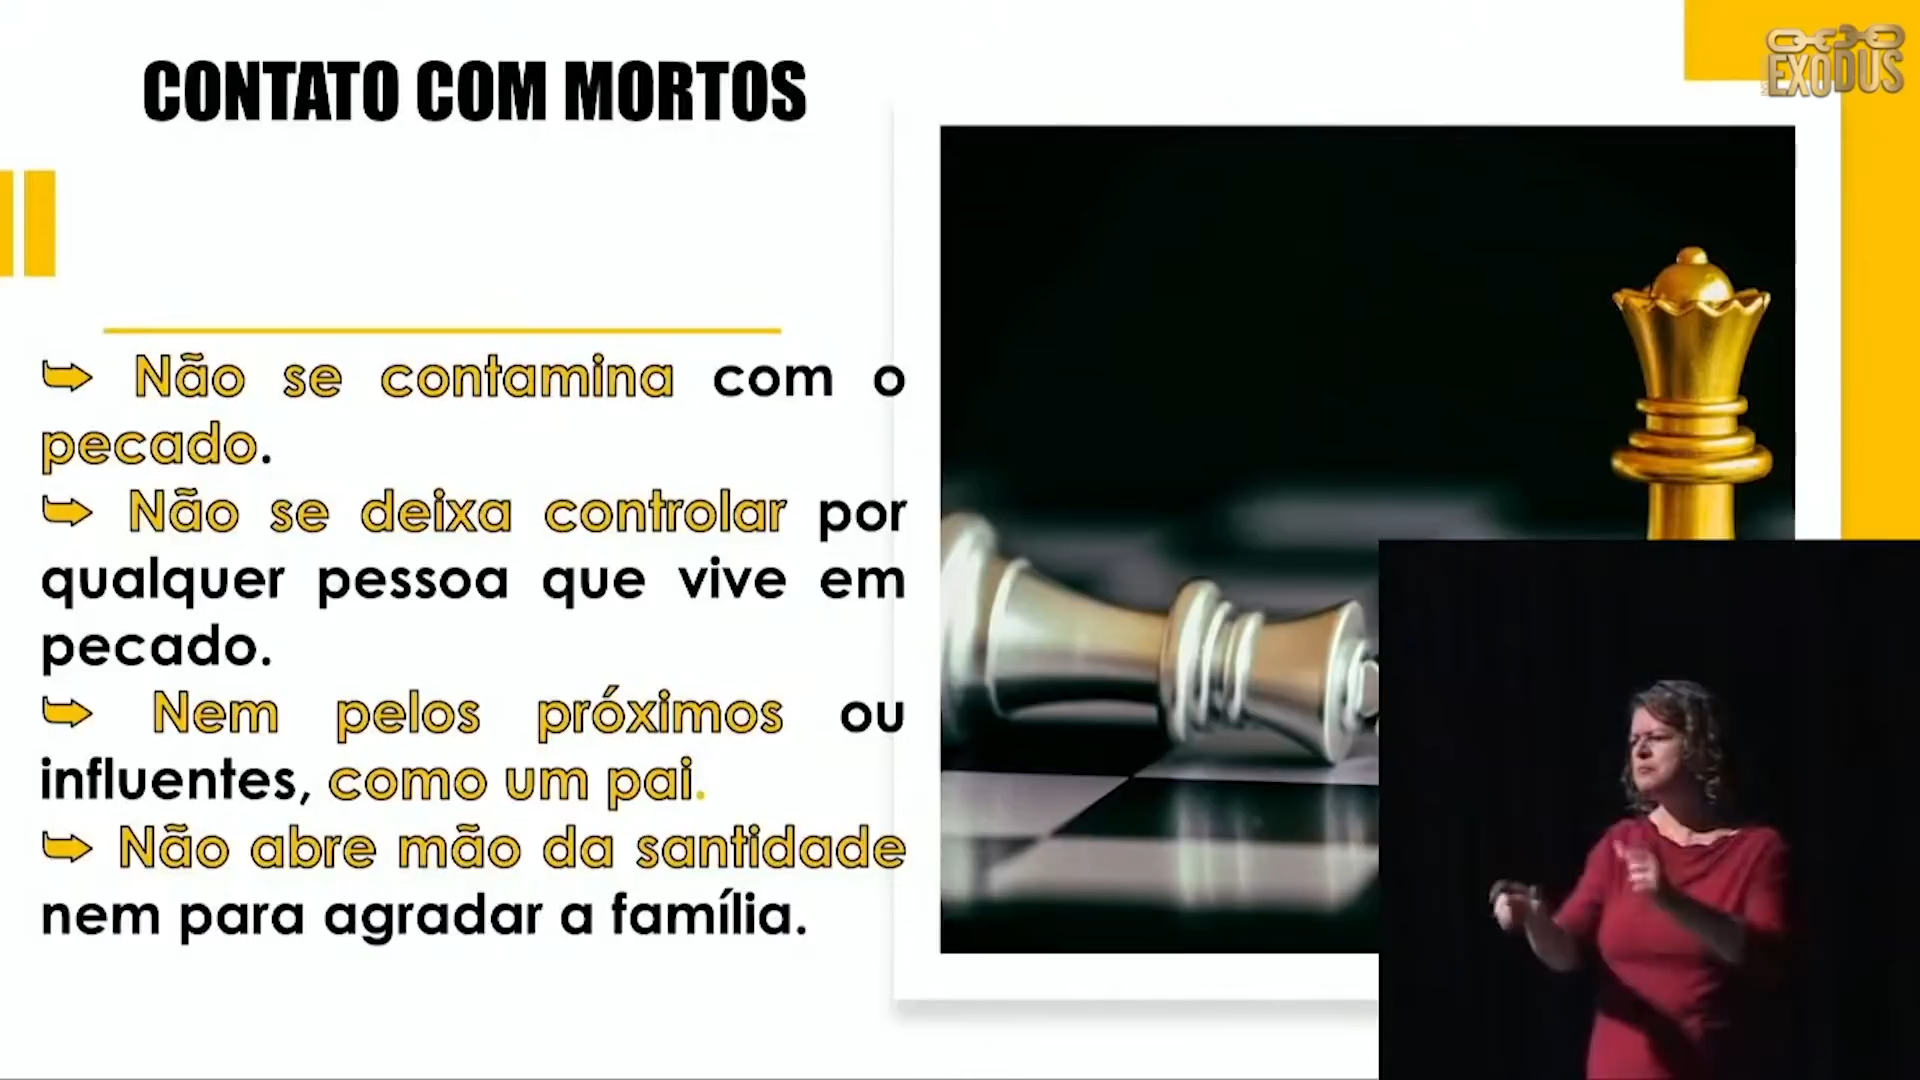 CONTATO COM MORTOS
EXODUS
➥ Não se contamina com o
pecado.
➥ Não se deixa controlar por
qualquer pessoa que vive em
pecado.
➥ Nem pelos próximos ou
influentes, como um pai.
➥ Não abre mão da santidade
nem para agradar a família.